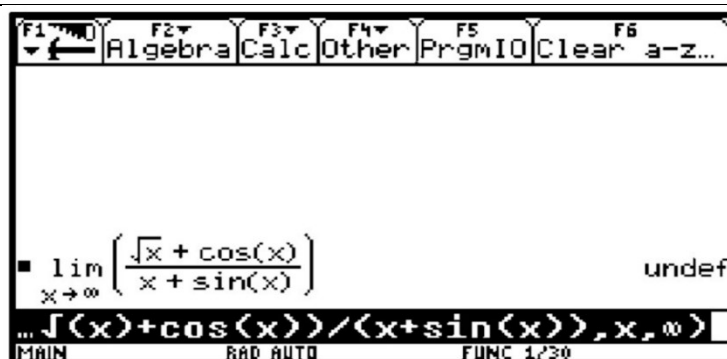 F1 F2 F3 F4 F5 F6
Algebra Calc Other PrgmIO Clear a-z…
lim x→∞ ((√x + cos(x))/(x + sin(x))) undef
…√(x)+cos(x))/(x+sin(x)),x,∞)
MAIN RAD AUTO FUNC 1/30